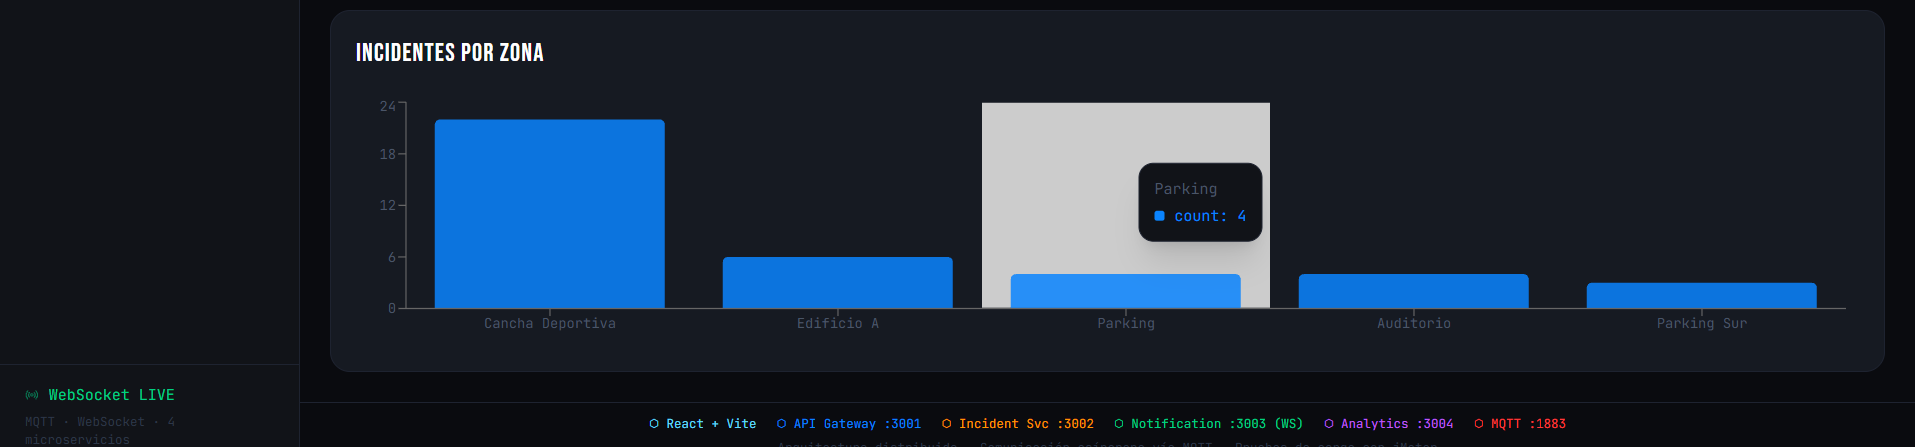 INCIDENTES POR ZONA
24
18
12
6
0
Parking
count: 4
Cancha Deportiva
Edificio A
Parking
Auditorio
Parking Sur
WebSocket LIVE
MQTT · WebSocket · 4
microservicios
React + Vite
API Gateway :3001
Incident Svc :3002
Notification :3003 (WS)
Analytics :3004
MQTT :1883